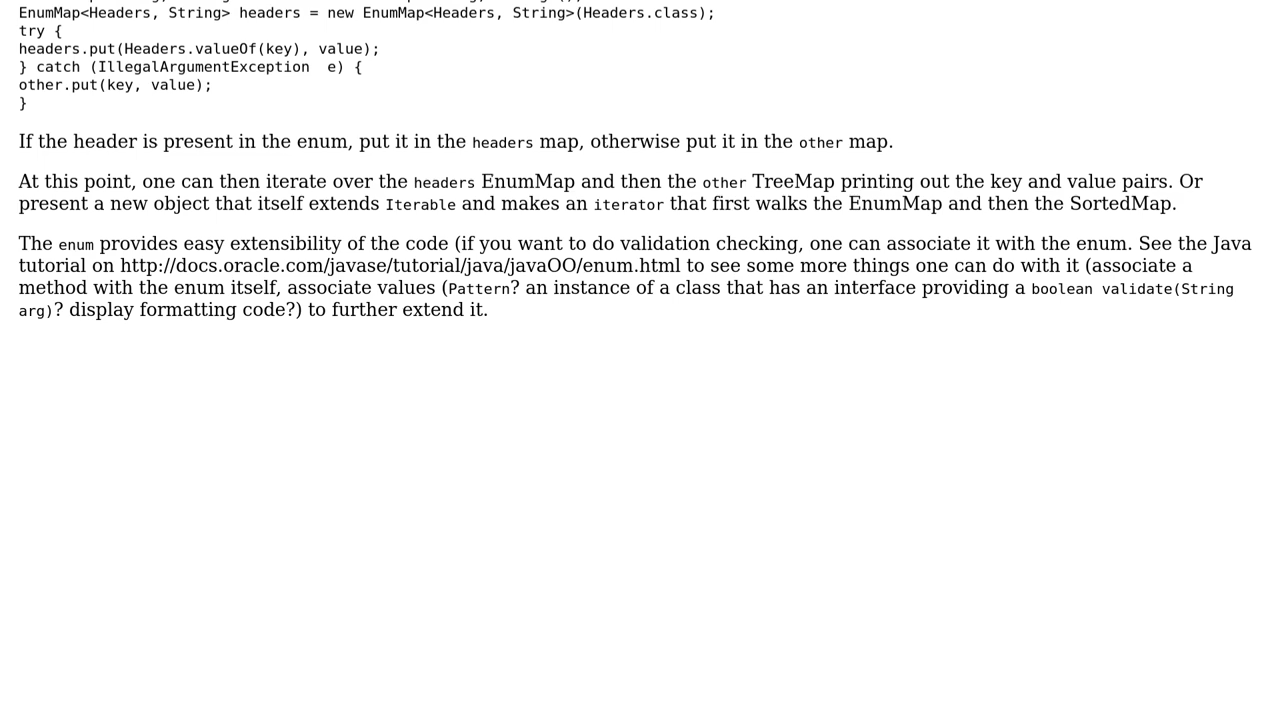 EnumMap<Headers, String> headers = new EnumMap<Headers, String>(Headers.class);
try {
headers.put(Headers.valueOf(key), value);
} catch (IllegalArgumentException  e) {
other.put(key, value);
}
If the header is present in the enum, put it in the headers map, otherwise put it in the other map.
At this point, one can then iterate over the headers EnumMap and then the other TreeMap printing out the key and value pairs. Or
present a new object that itself extends Iterable and makes an iterator that first walks the EnumMap and then the SortedMap.
The enum provides easy extensibility of the code (if you want to do validation checking, one can associate it with the enum. See the Java
tutorial on http://docs.oracle.com/javase/tutorial/java/javaOO/enum.html to see some more things one can do with it (associate a
method with the enum itself, associate values (Pattern? an instance of a class that has an interface providing a boolean validate(String
arg)? display formatting code?) to further extend it.